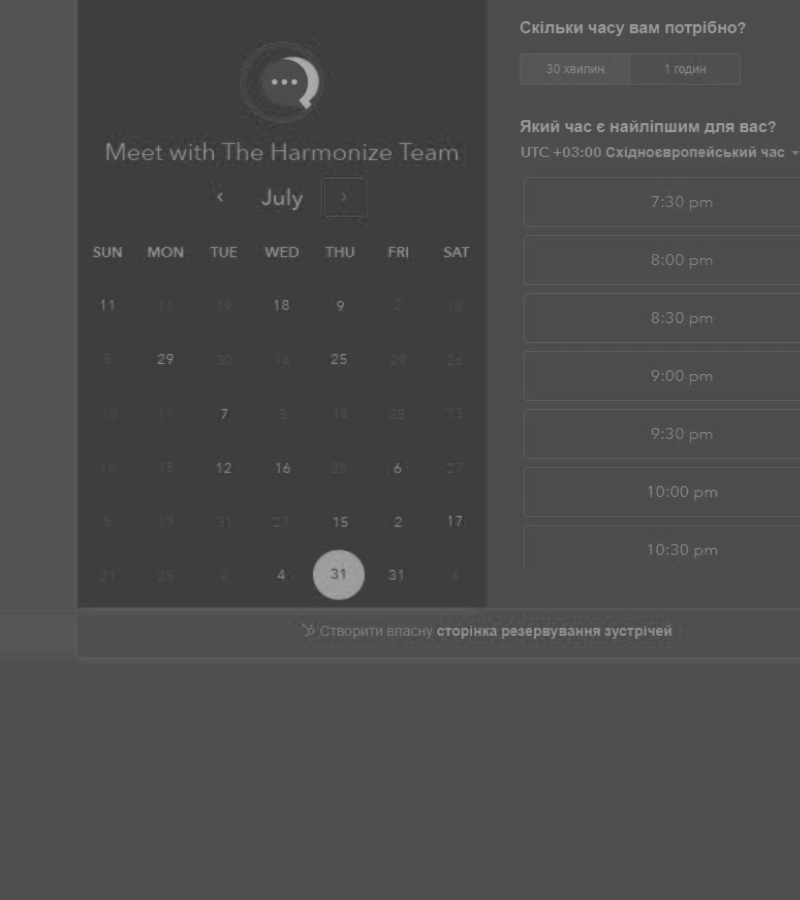 Meet with The Harmonize Team
July
SUN MON TUE WED THU FRI SAT
11 11 19 18 9 2 18
5 29 30 16 25 29 26
10 11 7 3 16 28 13
18 15 12 16 25 6 27
5 19 31 27 15 2 17
21 25 2 4 31 31 4
Скільки часу вам потрібно?
30 хвилин 1 годин
Який час є найліпшим для вас?
UTC +03:00 Східноєвропейський час
7:30 pm
8:00 pm
8:30 pm
9:00 pm
9:30 pm
10:00 pm
10:30 pm
Створити власну сторінка резервування зустрічей